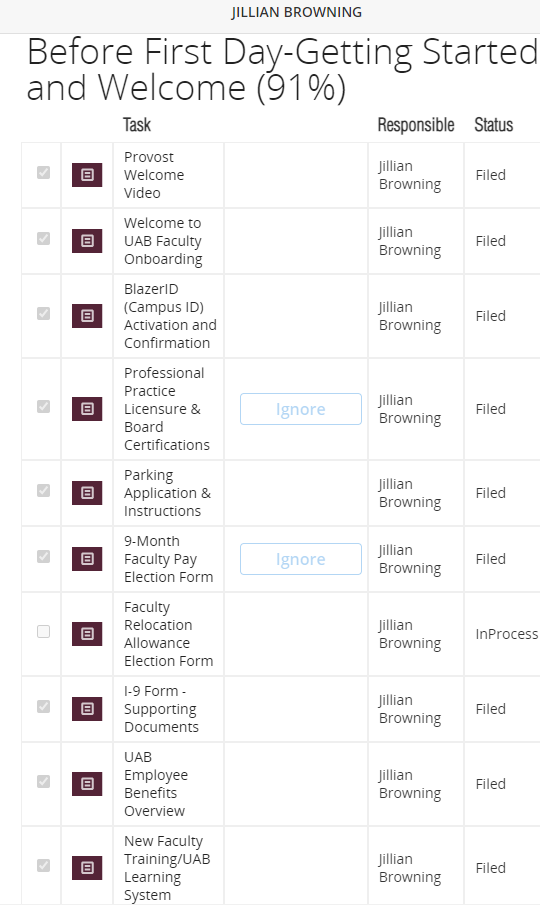 JILLIAN BROWNING
Before First Day-Getting Started
and Welcome (91%)
Task Responsible Status
Provost
Welcome
Video
Jillian
Browning
Filed
Welcome to
UAB Faculty
Onboarding
Jillian
Browning
Filed
BlazerID
(Campus ID)
Activation and
Confirmation
Jillian
Browning
Filed
Professional
Practice
Licensure &
Board
Certifications
Ignore
Jillian
Browning
Filed
Parking
Application &
Instructions
Jillian
Browning
Filed
9-Month
Faculty Pay
Election Form
Ignore
Jillian
Browning
Filed
Faculty
Relocation
Allowance
Election Form
Jillian
Browning
InProcess
I-9 Form -
Supporting
Documents
Jillian
Browning
Filed
UAB
Employee
Benefits
Overview
Jillian
Browning
Filed
New Faculty
Training/UAB
Learning
System
Jillian
Browning
Filed